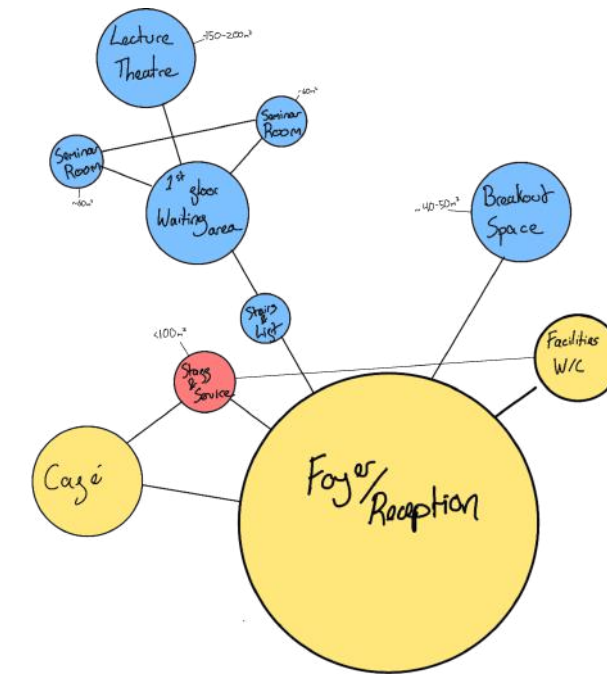 Lecture
Theatre
~150-200m²
Seminar
Room
~60m²
Seminar
Room
~60m²
1st floor
Waiting
area
Breakout
Space
~40-50m²
Stairs
&
Lift
Facilities
W/C
<100m²
Staff
&
Service
Café
Foyer/
Reception